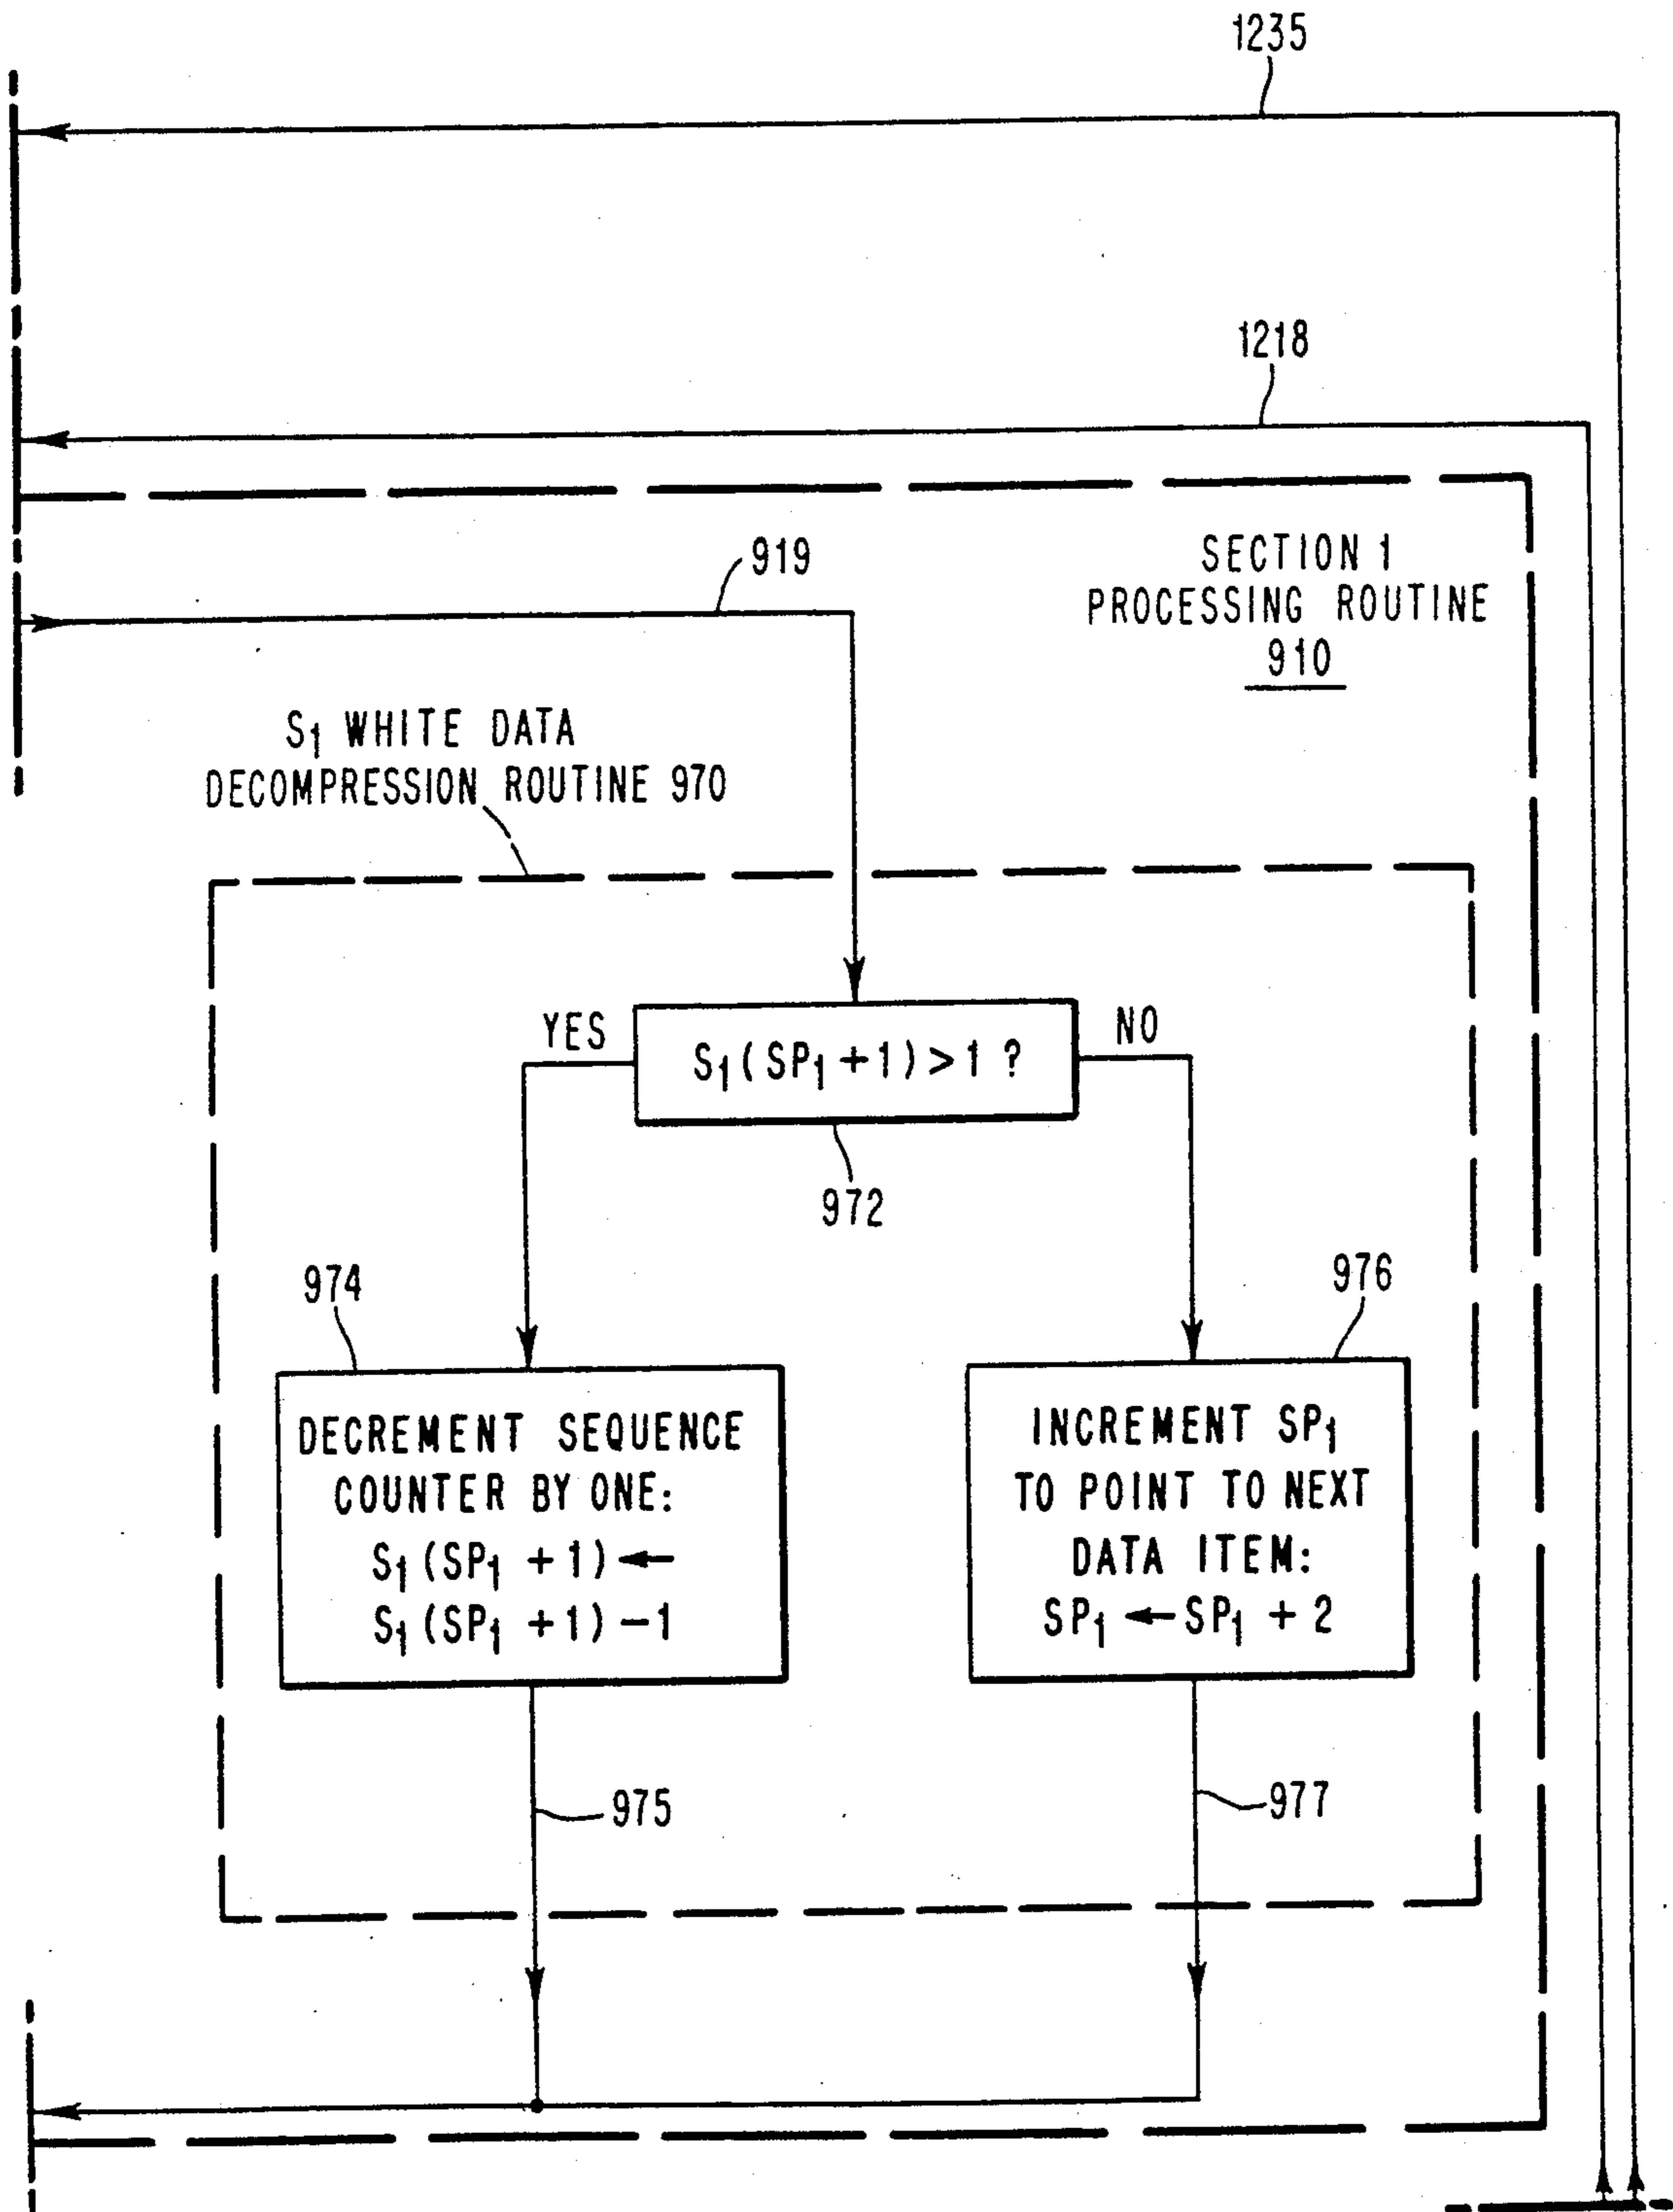 1235
1218
919
SECTION 1
PROCESSING ROUTINE
910
S₁ WHITE DATA
DECOMPRESSION ROUTINE 970
YES
S₁(SP₁+1)>1 ?
NO
972
974
976
DECREMENT SEQUENCE
COUNTER BY ONE:
S₁(SP₁ +1)←
S₁(SP₁ +1)−1
INCREMENT SP₁
TO POINT TO NEXT
DATA ITEM:
SP₁ ←SP₁ + 2
975
977